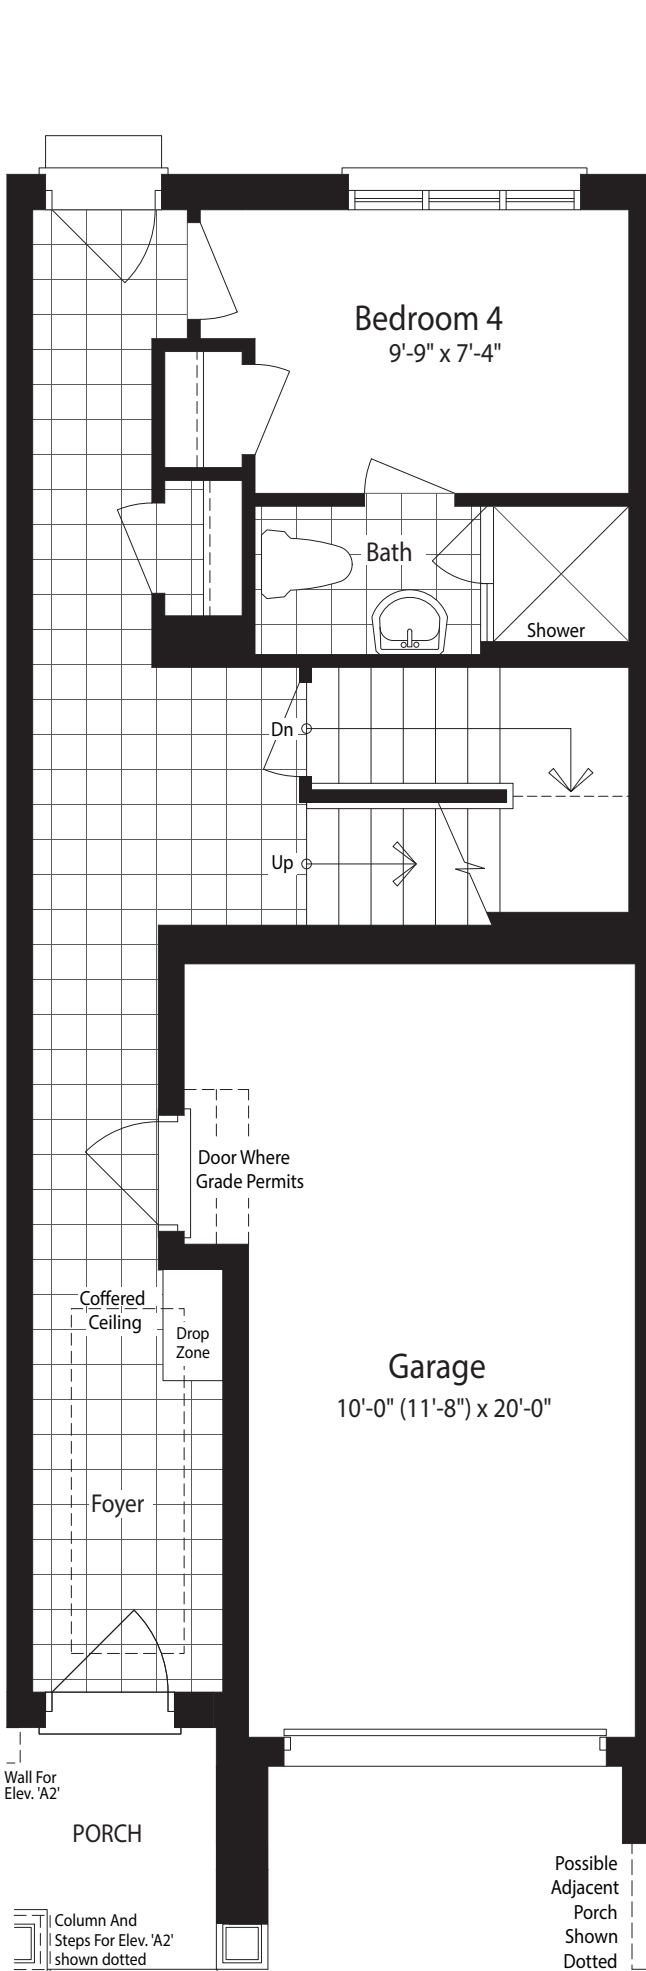 Bedroom 4
9'-9" x 7'-4"
Bath
Shower
Dn
Up
Door Where
Grade Permits
Coffered
Ceiling
Drop
Zone
Garage
10'-0" (11'-8") x 20'-0"
Foyer
Wall For
Elev. 'A2'
PORCH
Possible
Adjacent
Porch
Shown
Dotted
Column And
Steps For Elev. 'A2'
shown dotted